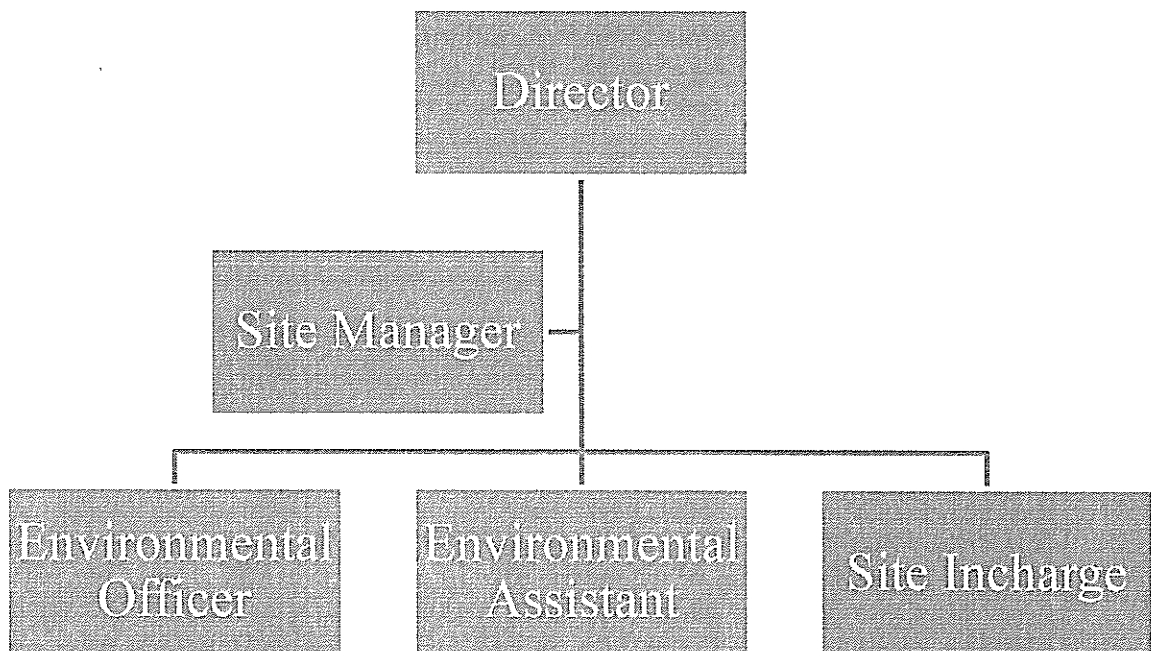 Director
Site Manager
Environmental
Officer
Environmental
Assistant
Site Incharge